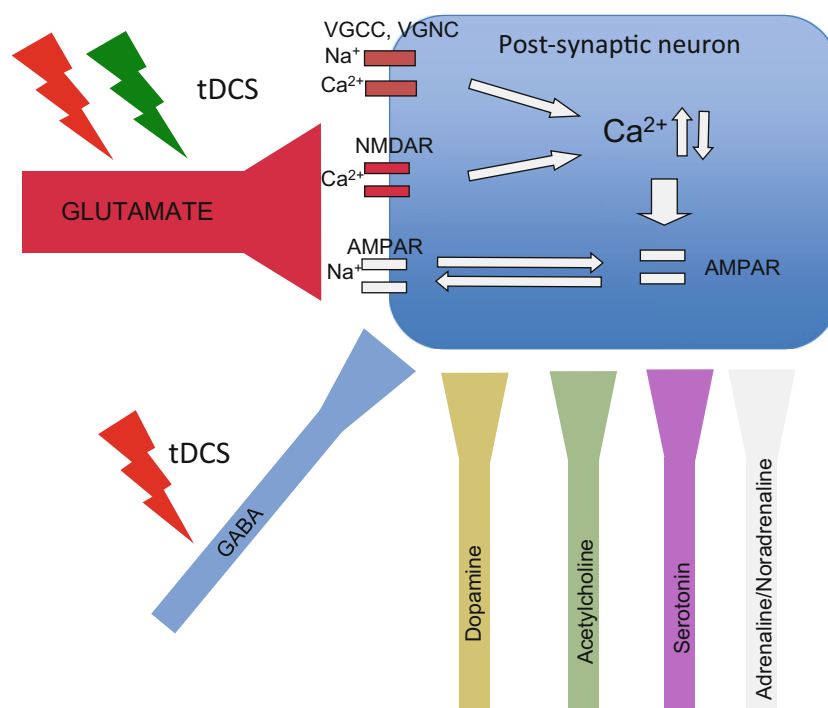 VGCC, VGNC
Post-synaptic neuron
Na⁺
tDCS
Ca²⁺
Ca²⁺
NMDAR
Ca²⁺
GLUTAMATE
AMPAR
Na⁺
AMPAR
tDCS
GABA
Dopamine
Acetylcholine
Serotonin
Adrenaline/Noradrenaline